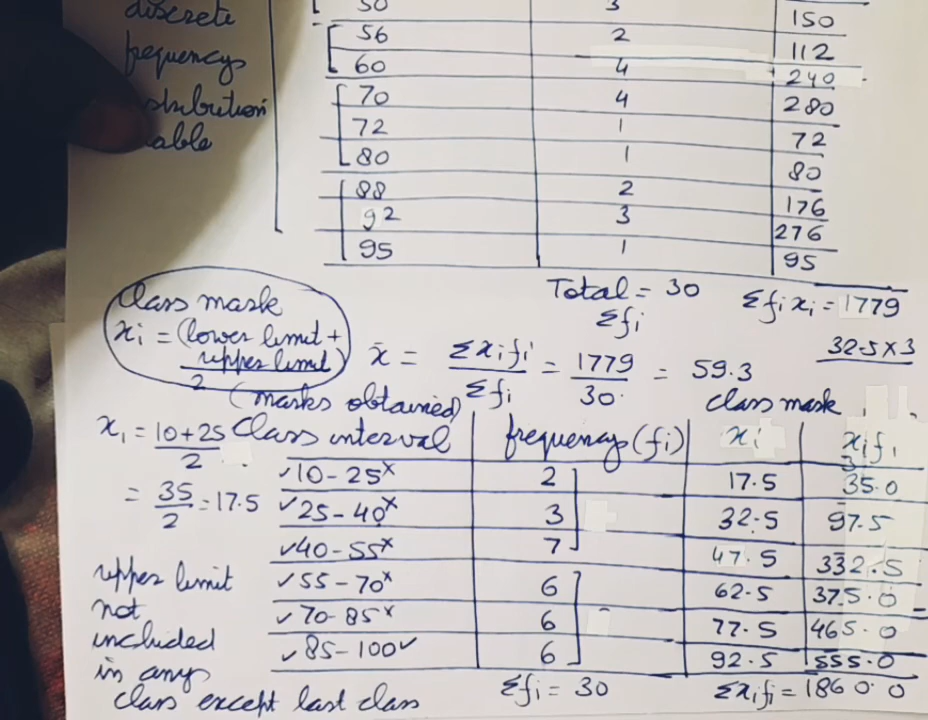 discrete
frequency
distribution
table
50 3 150
56 2 112
60 4 240
70 4 280
72 1 72
80 1 80
88 2 176
92 3 276
95 1 95
Total = 30
Σfi
Σfixi = 1779
class mask
xi = (lower limit + upper limit) / 2
x̄ = Σxifi / Σfi = 1779 / 30 = 59.3
32.5 × 3
(marks obtained)
class mask
class interval frequency (fi) xi xifi
10-25× 2 17.5 35.0
✓25-40× 3 32.5 97.5
✓40-55× 7 47.5 332.5
✓55-70× 6 62.5 375.0
✓70-85× 6 77.5 465.0
✓85-100✓ 6 92.5 555.0
Σfi = 30 Σxifi = 1860.0
x1 = 10+25 / 2
= 35 / 2 = 17.5
upper limit
not
included
in any
class except last class